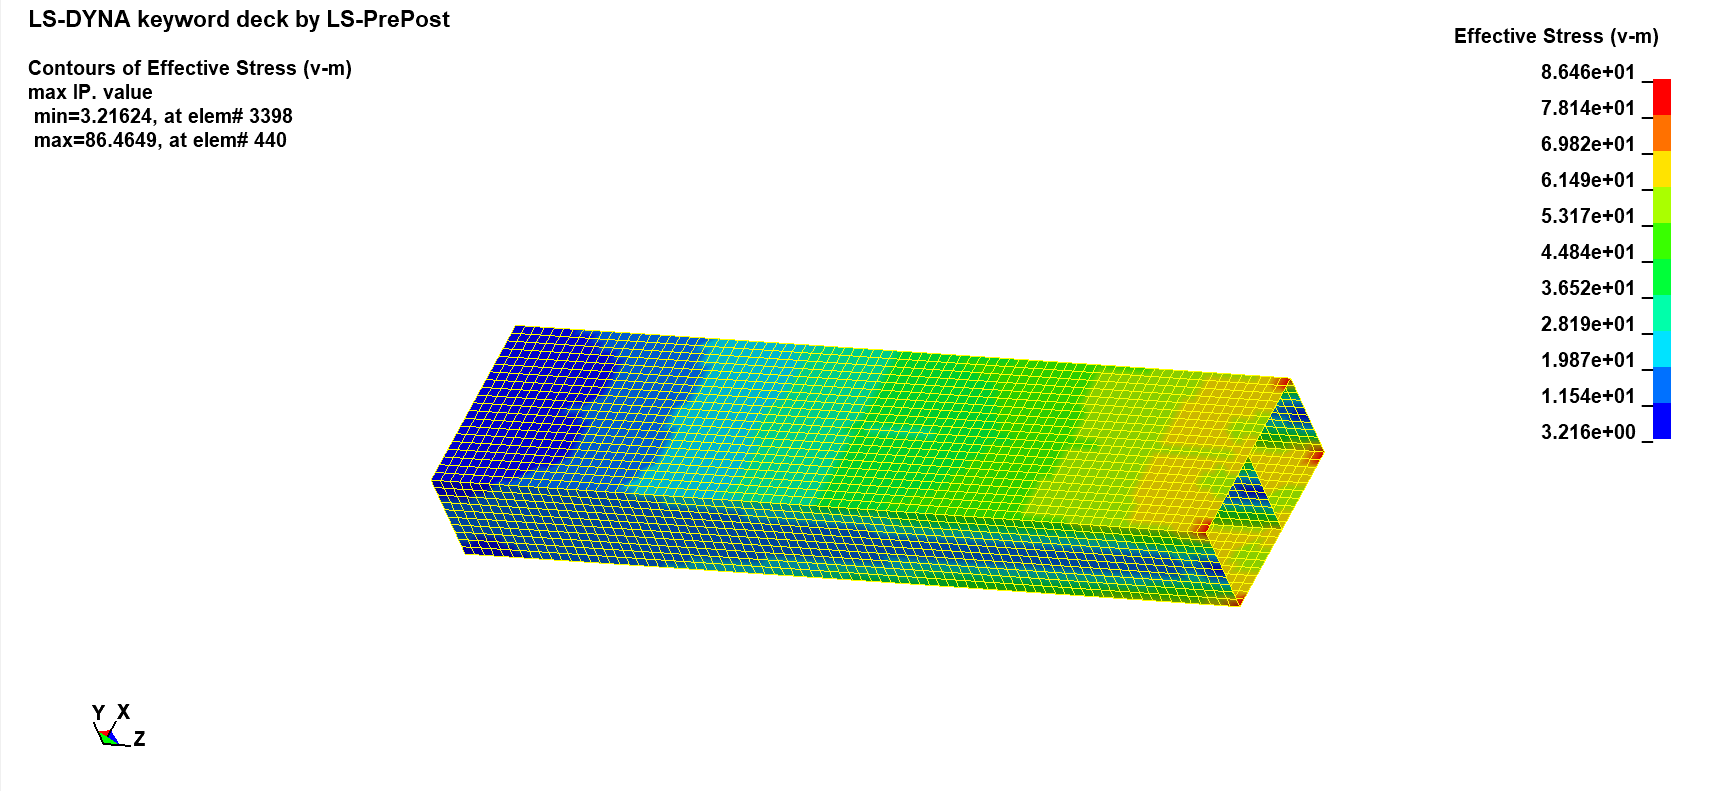 LS-DYNA keyword deck by LS-PrePost
Contours of Effective Stress (v-m)
max IP. value
min=3.21624, at elem# 3398
max=86.4649, at elem# 440
Effective Stress (v-m)
8.646e+01
7.814e+01
6.982e+01
6.149e+01
5.317e+01
4.484e+01
3.652e+01
2.819e+01
1.987e+01
1.154e+01
3.216e+00
Y X
Z